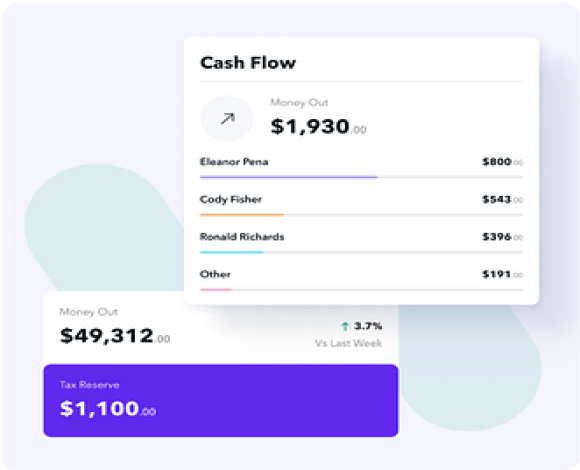 Cash Flow
Money Out
$1,930.00
Eleanor Pena $800.00
Cody Fisher $543.00
Ronald Richards $396.00
Other $191.00
Money Out
$49,312.00
↑ 3.7%
Vs Last Week
Tax Reserve
$1,100.00